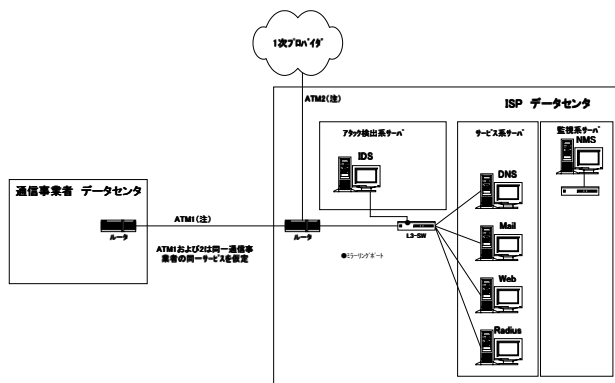 1次ﾌﾟﾛﾊﾞｲﾀﾞ
ATM2(注)
ISP データセンタ
ｱﾀｯｸ検出系ｻｰﾊﾞ
IDS
サービス系サーバ
DNS
Mail
Web
Radius
監視系サーバ
NMS
通信事業者 データセンタ
ルータ
ATM1(注)
ATM1および2は同一通信事
業者の同一サービスを仮定
ルータ
L3-SW
●ミラーリングポート